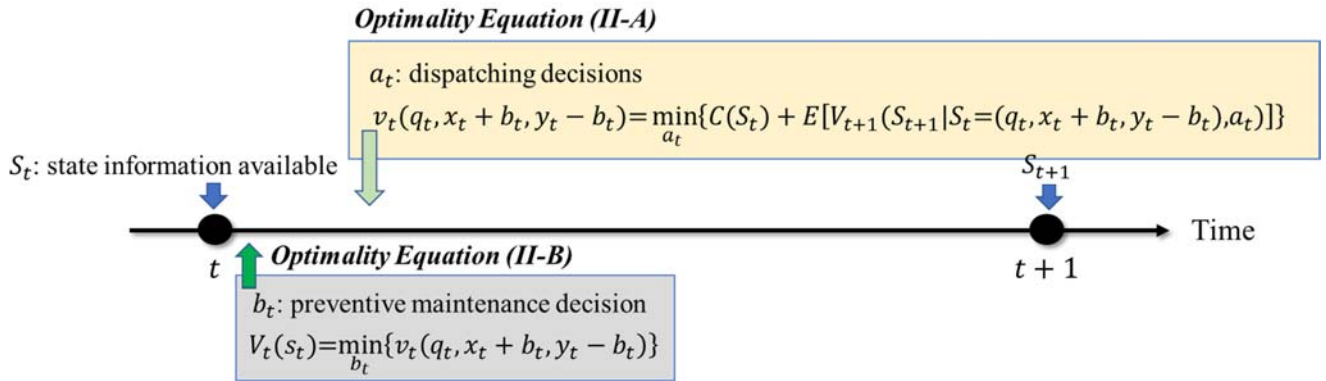 Optimality Equation (II-A)
a_t: dispatching decisions
v_t(q_t, x_t + b_t, y_t − b_t)=min_{a_t}{C(S_t) + E[V_{t+1}(S_{t+1}|S_t=(q_t, x_t + b_t, y_t − b_t),a_t)]}
S_t: state information available
S_{t+1}
Time
t
t + 1
Optimality Equation (II-B)
b_t: preventive maintenance decision
V_t(s_t)=min_{b_t}{v_t(q_t, x_t + b_t, y_t − b_t)}